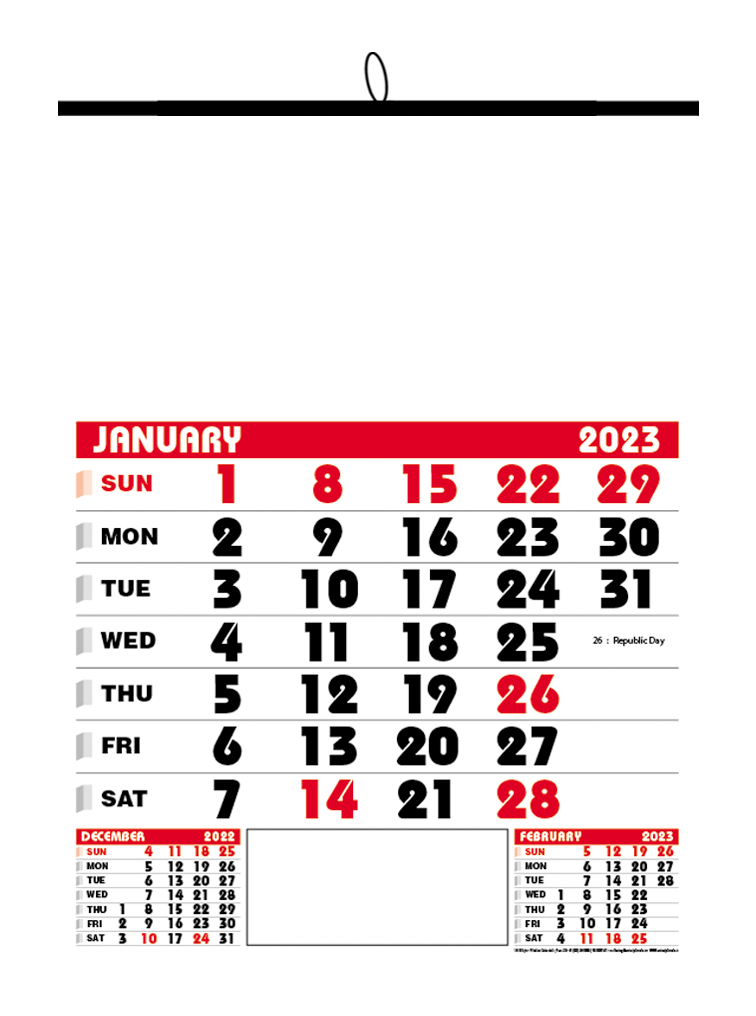 JANUARY 2023
SUN 1 8 15 22 29
MON 2 9 16 23 30
TUE 3 10 17 24 31
WED 4 11 18 25 26 : Republic Day
THU 5 12 19 26
FRI 6 13 20 27
SAT 7 14 21 28
DECEMBER 2022
SUN 4 11 18 25
MON 5 12 19 26
TUE 6 13 20 27
WED 7 14 21 28
THU 1 8 15 22 29
FRI 2 9 16 23 30
SAT 3 10 17 24 31
FEBRUARY 2023
SUN 5 12 19 26
MON 6 13 20 27
TUE 7 14 21 28
WED 1 8 15 22
THU 2 9 16 23
FRI 3 10 17 24
SAT 4 11 18 25